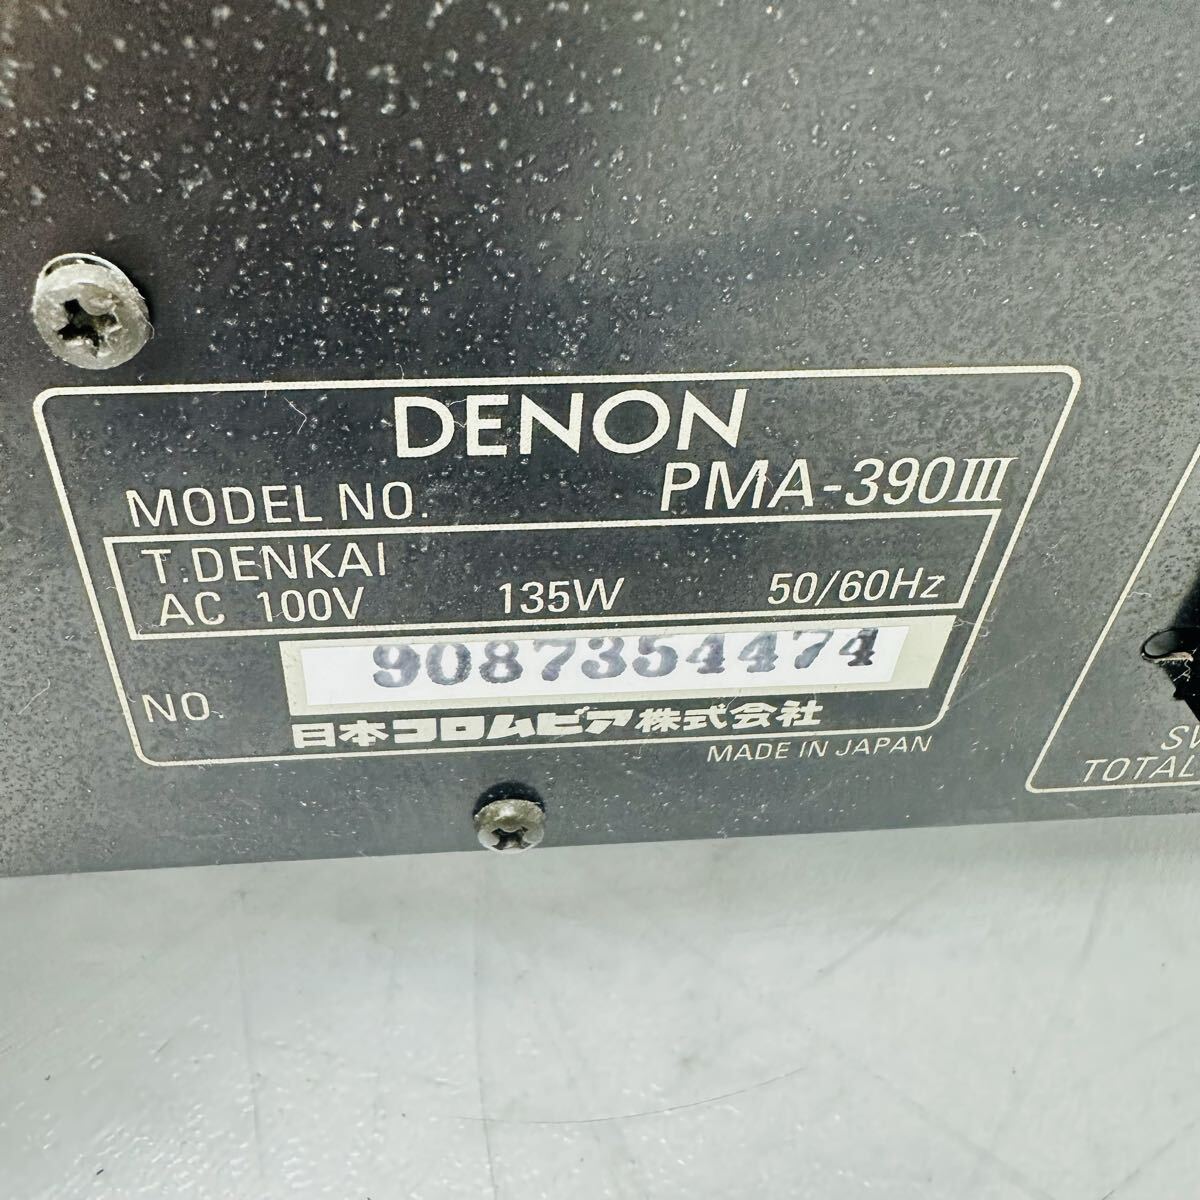 DENON
MODEL NO. PMA-390III
T.DENKAI
AC 100V 135W 50/60Hz
NO. 9087354474
日本コロムビア株式会社
MADE IN JAPAN
TOTAL